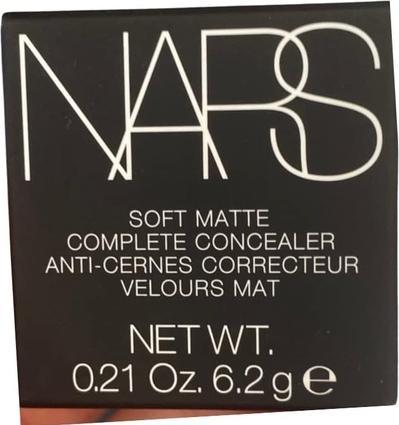 NARS
SOFT MATTE
COMPLETE CONCEALER
ANTI-CERNES CORRECTEUR
VELOURS MAT
NET WT.
0.21 Oz. 6.2 g ℮